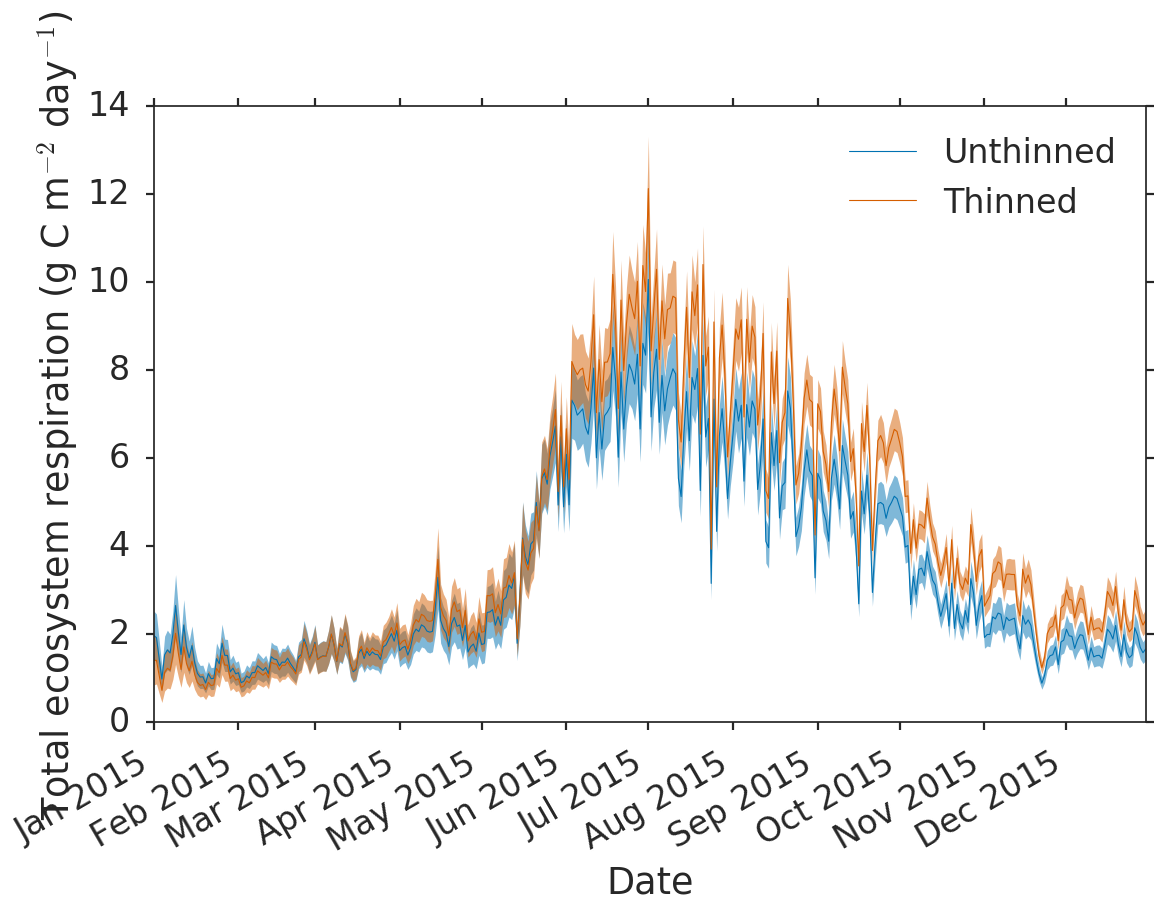 Total ecosystem respiration (g C m⁻² day⁻¹)
14
12
10
8
6
4
2
0
Unthinned
Thinned
Jan 2015
Feb 2015
Mar 2015
Apr 2015
May 2015
Jun 2015
Jul 2015
Aug 2015
Sep 2015
Oct 2015
Nov 2015
Dec 2015
Date